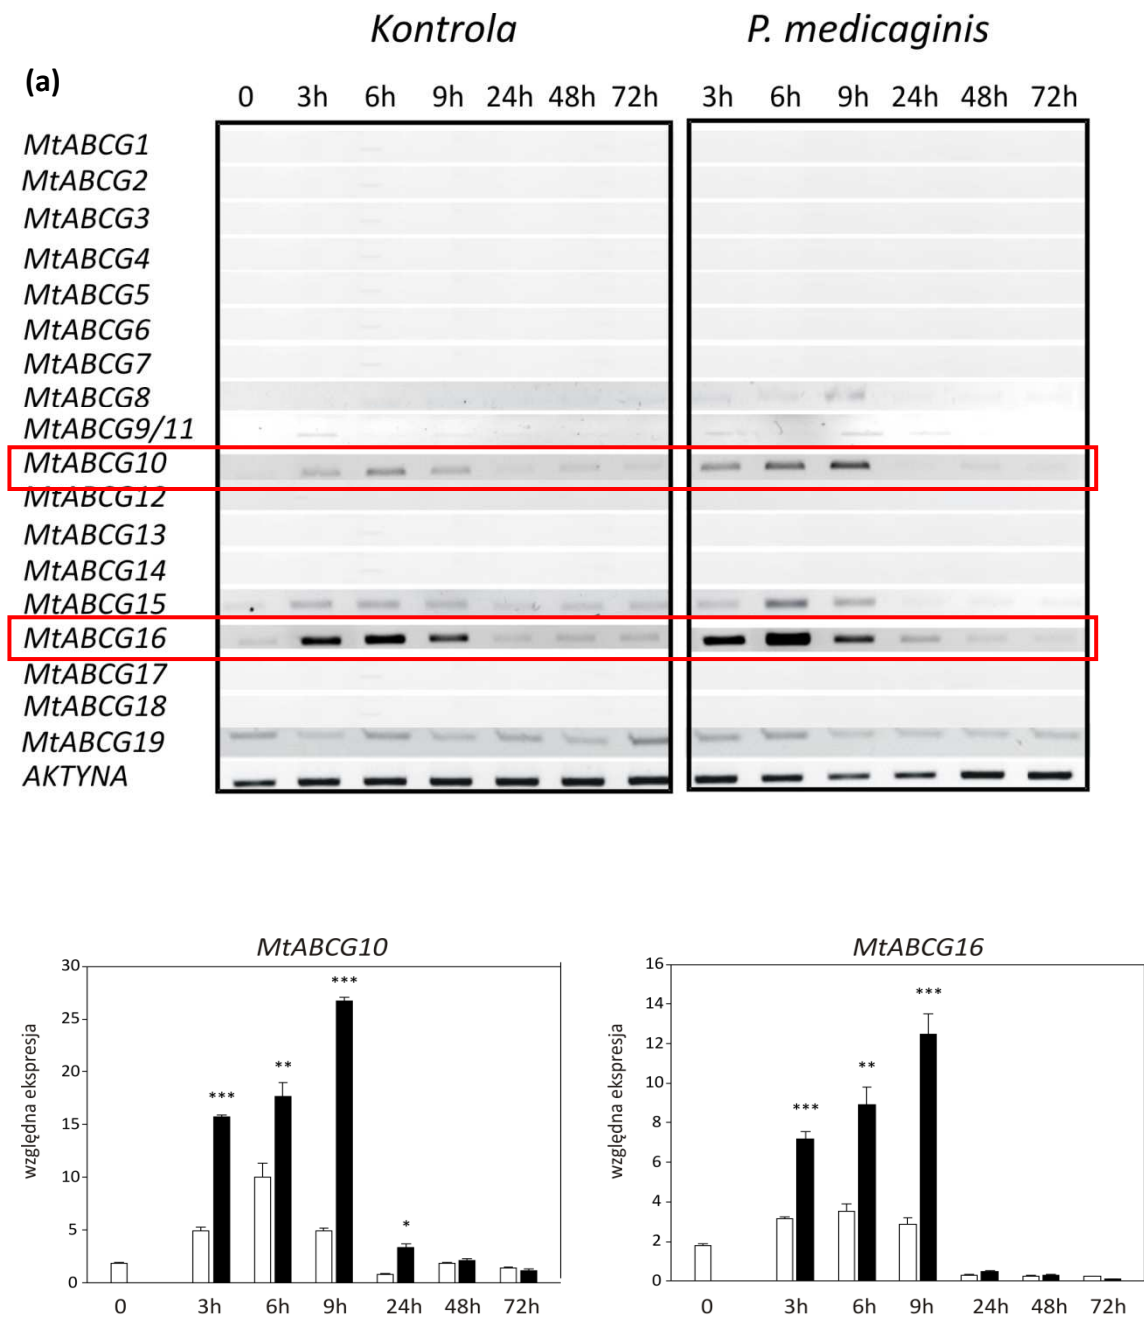 Kontrola P. medicaginis
(a)
0 3h 6h 9h 24h 48h 72h 3h 6h 9h 24h 48h 72h
MtABCG1
MtABCG2
MtABCG3
MtABCG4
MtABCG5
MtABCG6
MtABCG7
MtABCG8
MtABCG9/11
MtABCG10
MtABCG12
MtABCG13
MtABCG14
MtABCG15
MtABCG16
MtABCG17
MtABCG18
MtABCG19
AKTYNA
MtABCG10
względna ekspresja
30
25
20
15
10
5
0
***
**
***
*
0 3h 6h 9h 24h 48h 72h
MtABCG16
względna ekspresja
16
14
12
10
8
6
4
2
0
***
**
***
0 3h 6h 9h 24h 48h 72h